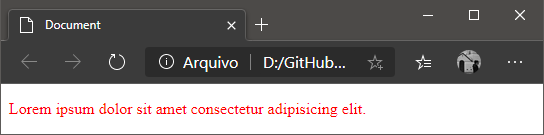 Document
Arquivo | D:/GitHub...
Lorem ipsum dolor sit amet consectetur adipisicing elit.